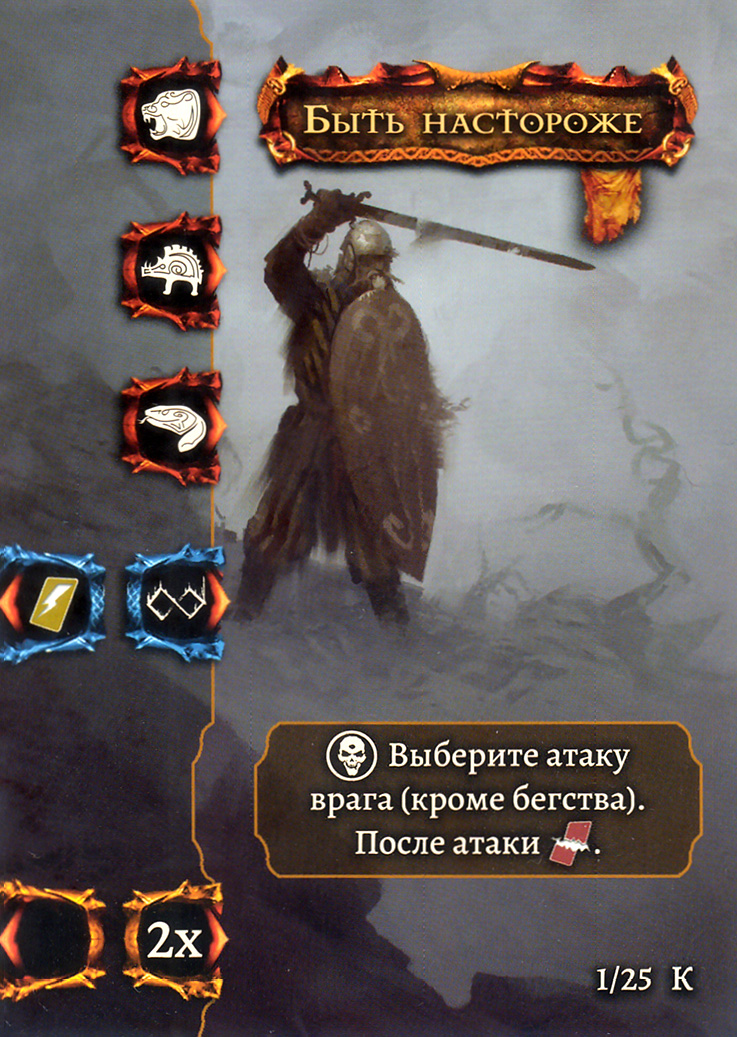 Быть настороже
2x
Выберите атаку
врага (кроме бегства).
После атаки .
1/25 К